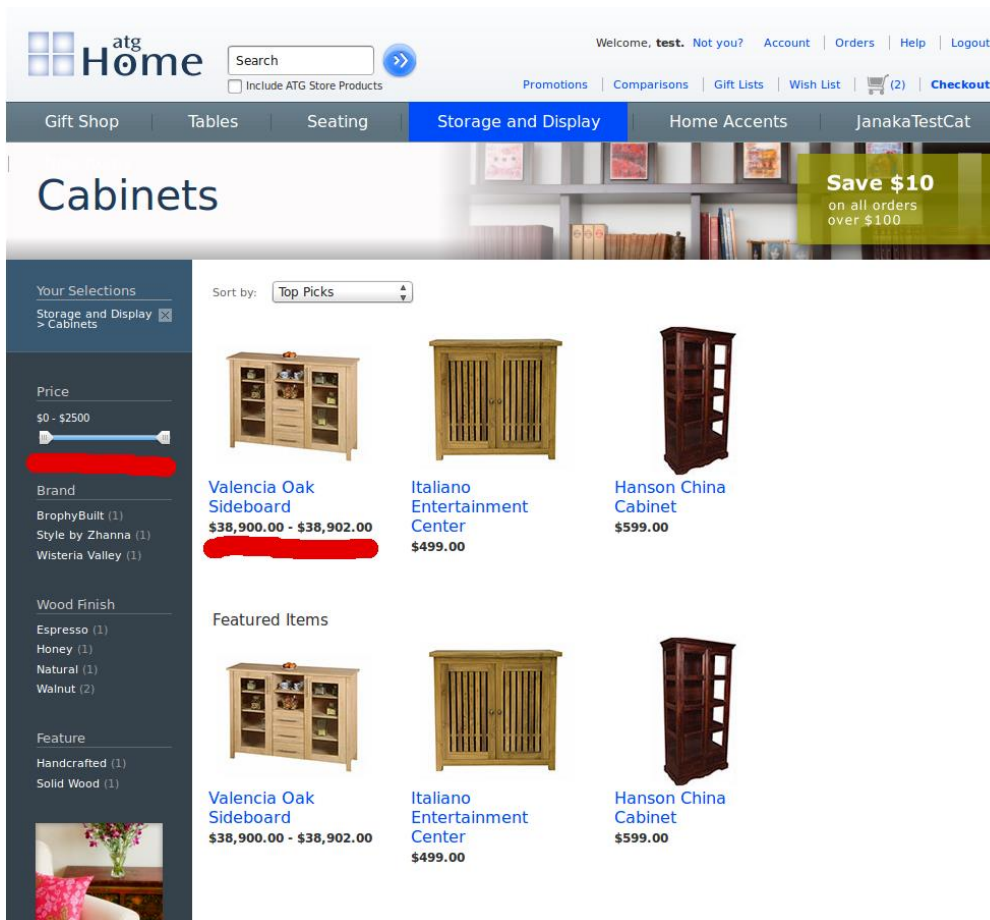 atg
Home
Search
Include ATG Store Products
Welcome, test. Not you? Account Orders Help Logout
Promotions Comparisons Gift Lists Wish List (2) Checkout
Gift Shop Tables Seating Storage and Display Home Accents JanakaTestCat
Cabinets
Save $10
on all orders
over $100
Your Selections
Storage and Display
> Cabinets
Price
$0 - $2500
Brand
BrophyBuilt (1)
Style by Zhanna (1)
Wisteria Valley (1)
Wood Finish
Espresso (1)
Honey (1)
Natural (1)
Walnut (2)
Feature
Handcrafted (1)
Solid Wood (1)
Sort by: Top Picks
Valencia Oak
Sideboard
$38,900.00 - $38,902.00
Italiano
Entertainment
Center
$499.00
Hanson China
Cabinet
$599.00
Featured Items
Valencia Oak
Sideboard
$38,900.00 - $38,902.00
Italiano
Entertainment
Center
$499.00
Hanson China
Cabinet
$599.00